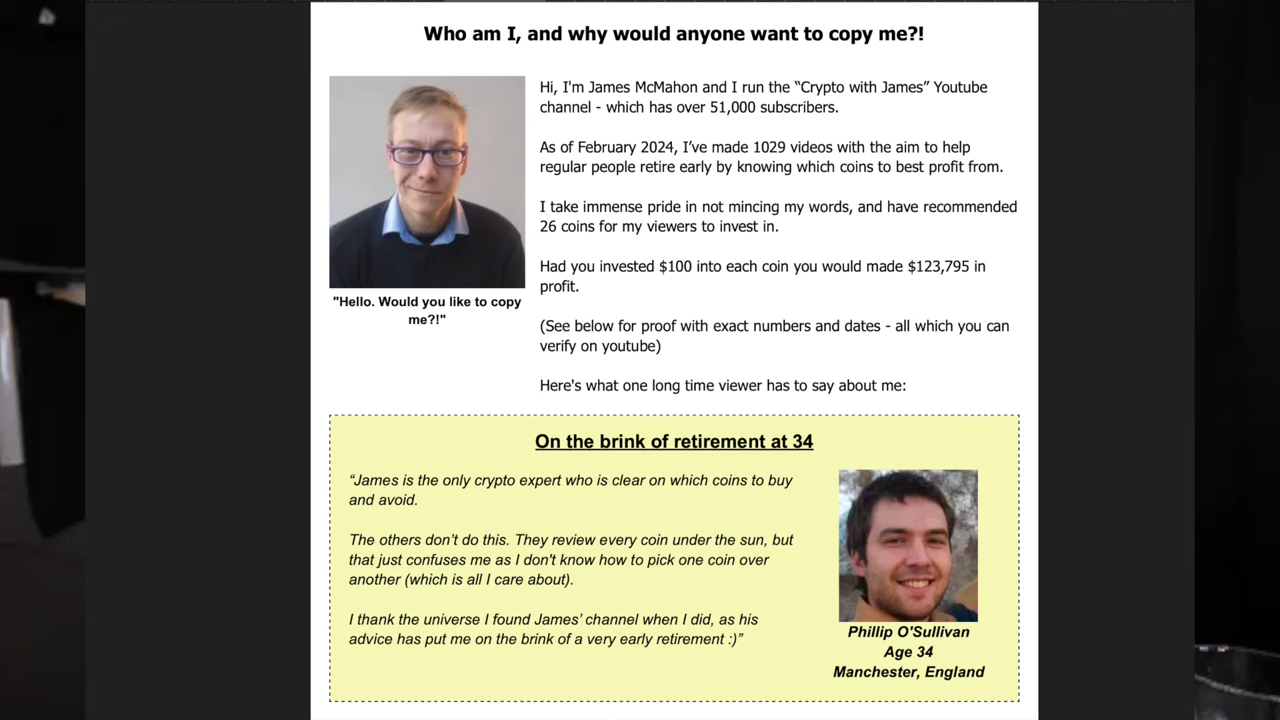 Who am I, and why would anyone want to copy me?!
Hi, I'm James McMahon and I run the “Crypto with James” Youtube
channel - which has over 51,000 subscribers.
As of February 2024, I’ve made 1029 videos with the aim to help
regular people retire early by knowing which coins to best profit from.
I take immense pride in not mincing my words, and have recommended
26 coins for my viewers to invest in.
Had you invested $100 into each coin you would made $123,795 in
profit.
(See below for proof with exact numbers and dates - all which you can
verify on youtube)
Here's what one long time viewer has to say about me:
"Hello. Would you like to copy
me?!"
On the brink of retirement at 34
“James is the only crypto expert who is clear on which coins to buy
and avoid.
The others don’t do this. They review every coin under the sun, but
that just confuses me as I don't know how to pick one coin over
another (which is all I care about).
I thank the universe I found James’ channel when I did, as his
advice has put me on the brink of a very early retirement :)”
Phillip O'Sullivan
Age 34
Manchester, England